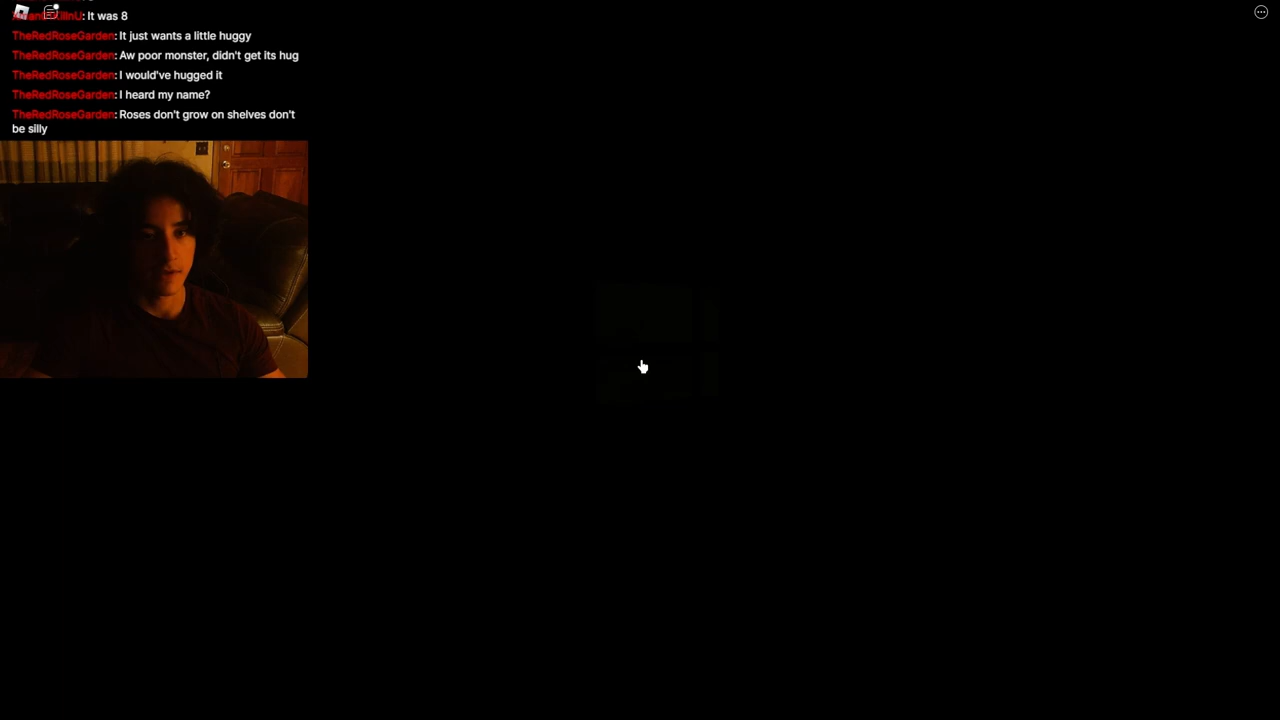 : It was 8
TheRedRoseGarden: It just wants a little huggy
TheRedRoseGarden: Aw poor monster, didn't get its hug
TheRedRoseGarden: I would've hugged it
TheRedRoseGarden: I heard my name?
TheRedRoseGarden: Roses don't grow on shelves don't
be silly